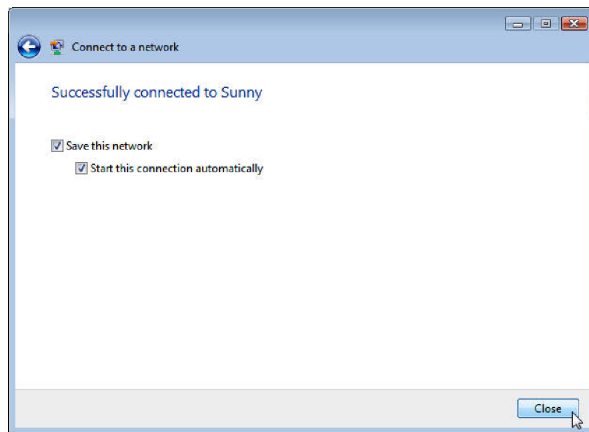 Connect to a network
Successfully connected to Sunny
Save this network
Start this connection automatically
Close